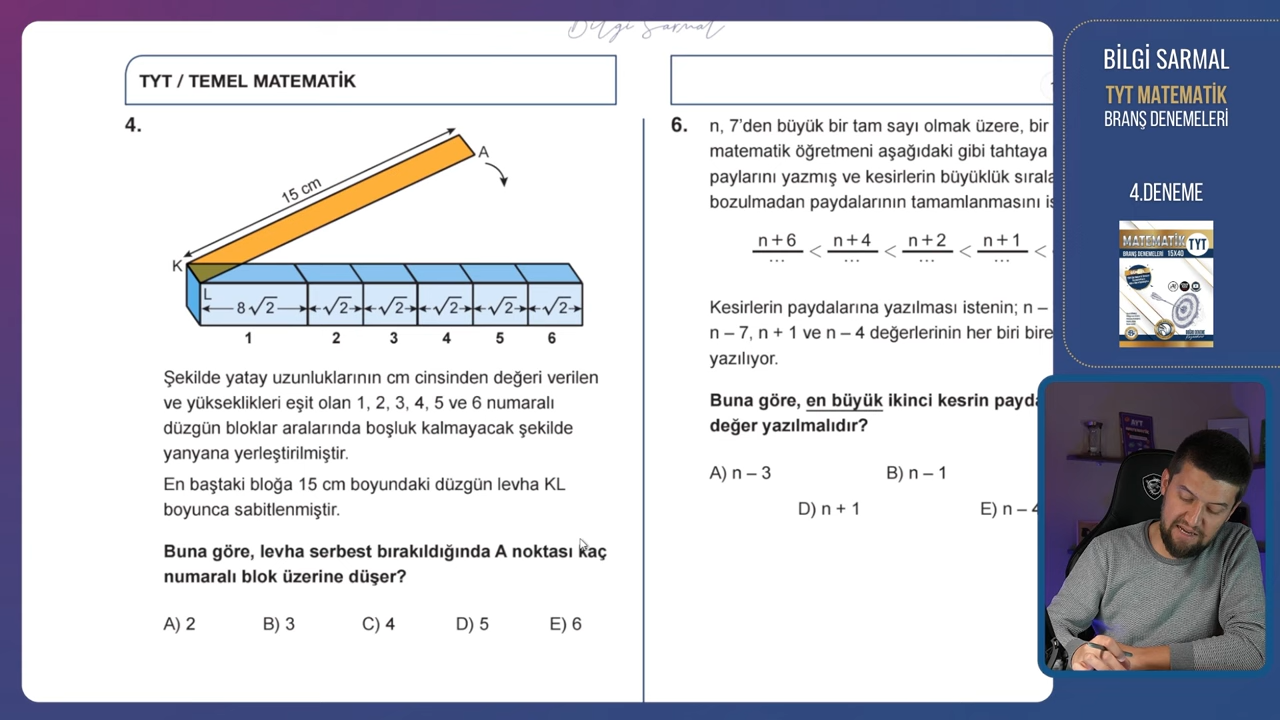 Bilgi Sarmal
TYT / TEMEL MATEMATİK
4.
15 cm
A
K
L
8√2
√2
√2
√2
√2
√2
1 2 3 4 5 6
Şekilde yatay uzunluklarının cm cinsinden değeri verilen
ve yükseklikleri eşit olan 1, 2, 3, 4, 5 ve 6 numaralı
düzgün bloklar aralarında boşluk kalmayacak şekilde
yanyana yerleştirilmiştir.
En baştaki bloğa 15 cm boyundaki düzgün levha KL
boyunca sabitlenmiştir.
Buna göre, levha serbest bırakıldığında A noktası kaç
numaralı blok üzerine düşer?
A) 2 B) 3 C) 4 D) 5 E) 6
6. n, 7'den büyük bir tam sayı olmak üzere, bir
matematik öğretmeni aşağıdaki gibi tahtaya
paylarını yazmış ve kesirlerin büyüklük sırala
bozulmadan paydalarının tamamlanmasını is
n + 6 < n + 4 < n + 2 < n + 1 <
... ... ... ...
Kesirlerin paydalarına yazılması istenin; n –
n – 7, n + 1 ve n – 4 değerlerinin her biri bire
yazılıyor.
Buna göre, en büyük ikinci kesrin payda
değer yazılmalıdır?
A) n – 3 B) n – 1
D) n + 1 E) n – 4
BİLGİ SARMAL
TYT MATEMATİK
BRANŞ DENEMELERİ
4.DENEME
MATEMATİK TYT
BRANŞ DENEMELERİ 15X40